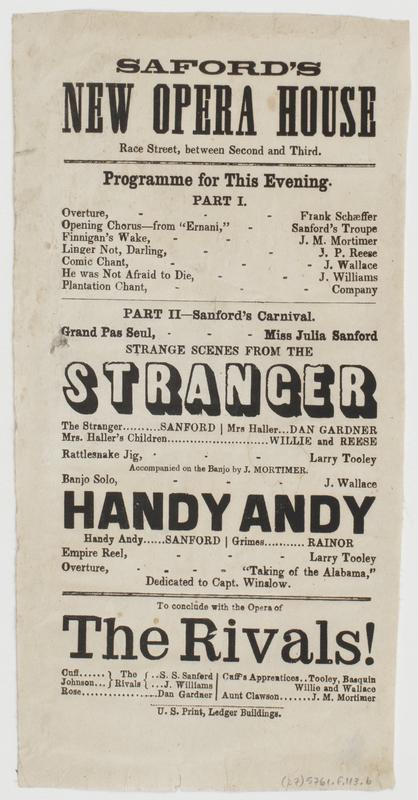 SAFORD'S
NEW OPERA HOUSE
Race Street, between Second and Third.
Programme for This Evening.
PART I.
Overture, - - - Frank Schæffer
Opening Chorus—from "Ernani," - Sanford's Troupe
Finnigan's Wake, - - - J. M. Mortimer
Linger Not, Darling, - - - J. P. Reese
Comic Chant, - - - J. Wallace
He was Not Afraid to Die, - - - J. Williams
Plantation Chant, - - - Company
PART II—Sanford's Carnival.
Grand Pas Seul, - - - Miss Julia Sanford
STRANGE SCENES FROM THE
STRANGER
The Stranger..........SANFORD | Mrs Haller...DAN GARDNER
Mrs. Haller's Children..........................WILLIE and REESE
Rattlesnake Jig, - - - Larry Tooley
Accompanied on the Banjo by J. MORTIMER.
Banjo Solo, - - - J. Wallace
HANDY ANDY
Handy Andy......SANFORD | Grimes..........RAINOR
Empire Reel, - - - Larry Tooley
Overture, - - - - "Taking of the Alabama,"
Dedicated to Capt. Winslow.
To conclude with the Opera of
The Rivals!
Cuff...... } The { ..S. S. Sanford | Cuff's Apprentices..Tooley, Basquin
Johnson... } Rivals { ...J. Williams | Willie and Wallace
Rose..................Dan Gardner | Aunt Clawson.......J. M. Mortimer
U. S. Print, Ledger Buildings.
(27) 5761.F.113.b